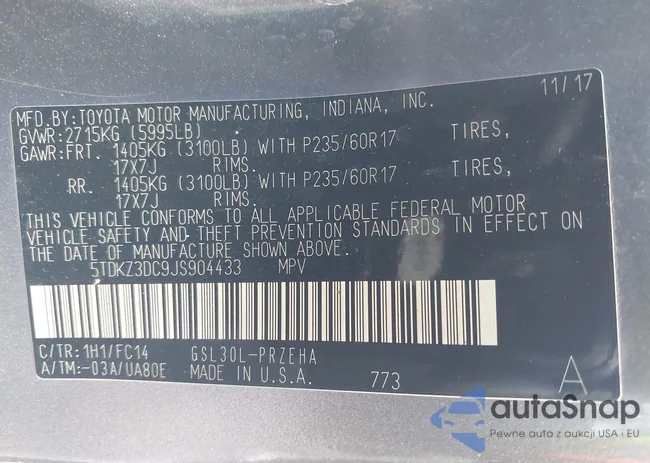 11/17
MFD.BY:TOYOTA MOTOR MANUFACTURING, INDIANA, INC.
GVWR:2715KG (5995LB)
GAWR:FRT. 1405KG (3100LB) WITH P235/60R17 TIRES,
17X7J RIMS.
RR. 1405KG (3100LB) WITH P235/60R17 TIRES,
17X7J RIMS.
THIS VEHICLE CONFORMS TO ALL APPLICABLE FEDERAL MOTOR
VEHICLE SAFETY AND THEFT PREVENTION STANDARDS IN EFFECT ON
THE DATE OF MANUFACTURE SHOWN ABOVE.
5TDKZ3DC9JS904433 MPV
C/TR:1H1/FC14 GSL30L-PRZEHA
A/TM:-03A/UA80E MADE IN U.S.A. 773 A
autaSnap
Pewne auta z aukcji USA i EU